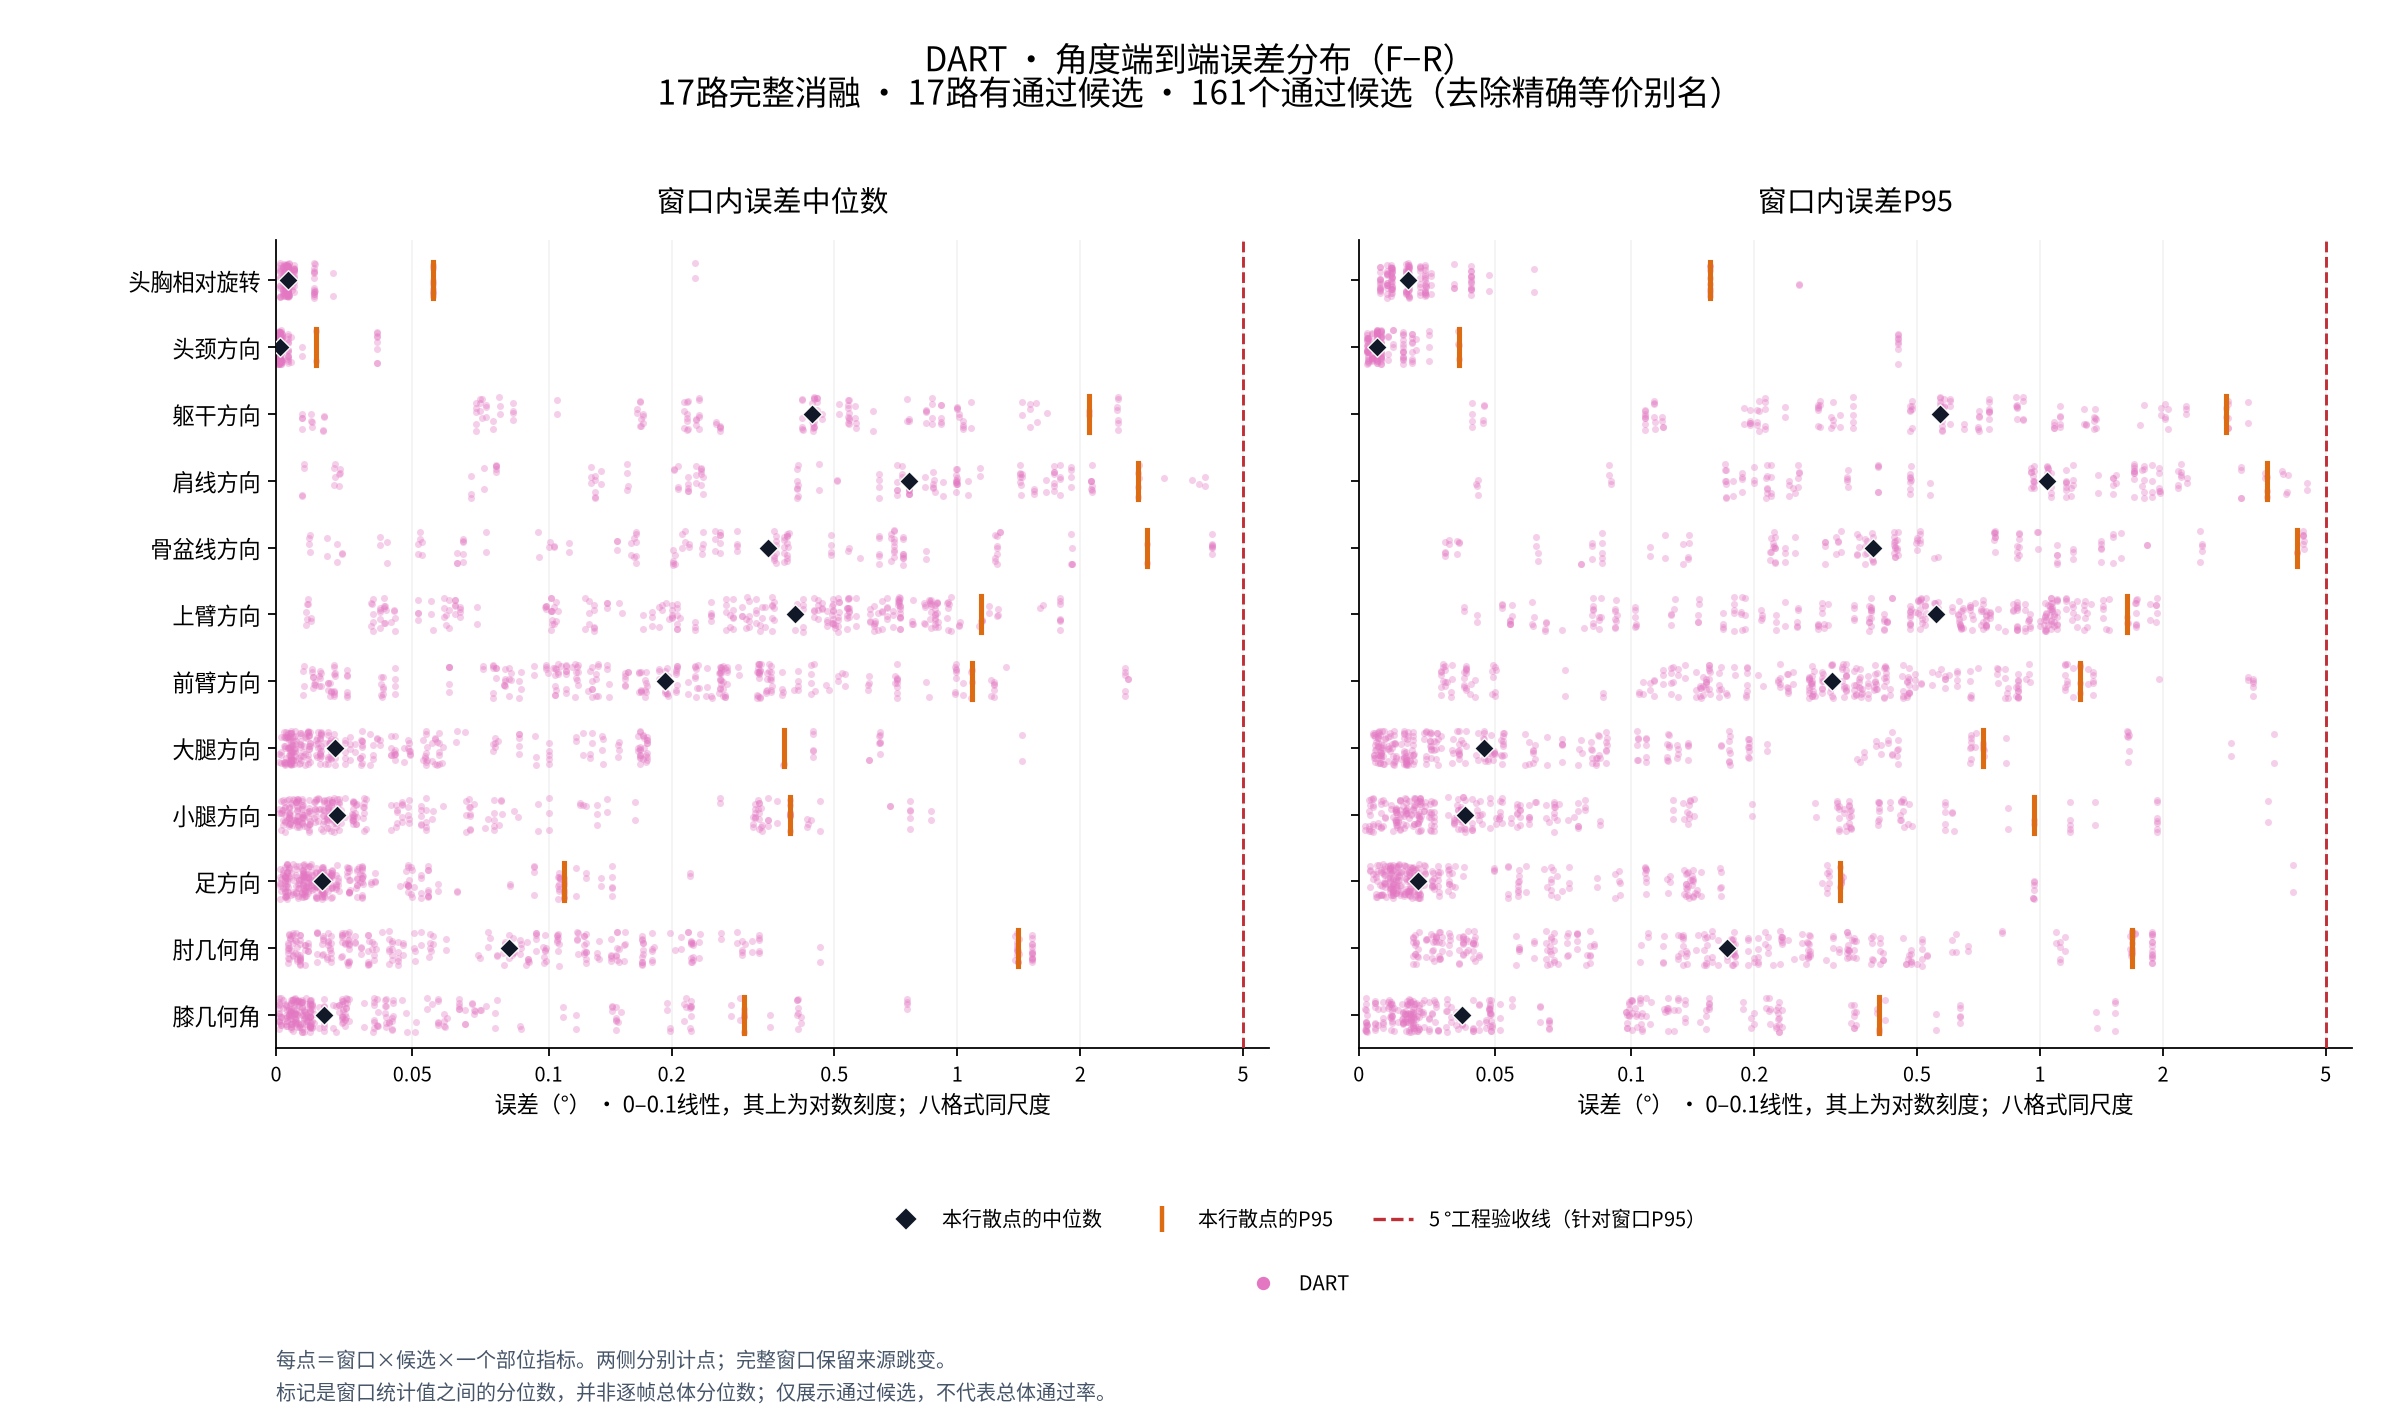 DART · 角度端到端误差分布（F−R）
17路完整消融 · 17路有通过候选 · 161个通过候选（去除精确等价别名）
窗口内误差中位数
窗口内误差P95
头胸相对旋转
头颈方向
躯干方向
肩线方向
骨盆线方向
上臂方向
前臂方向
大腿方向
小腿方向
足方向
肘几何角
膝几何角
0 0.05 0.1 0.2 0.5 1 2 5
0 0.05 0.1 0.2 0.5 1 2 5
误差（°） · 0–0.1线性，其上为对数刻度；八格式同尺度
误差（°） · 0–0.1线性，其上为对数刻度；八格式同尺度
本行散点的中位数
本行散点的P95
5 °工程验收线（针对窗口P95）
DART
每点＝窗口×候选×一个部位指标。两侧分别计点；完整窗口保留来源跳变。
标记是窗口统计值之间的分位数，并非逐帧总体分位数；仅展示通过候选，不代表总体通过率。